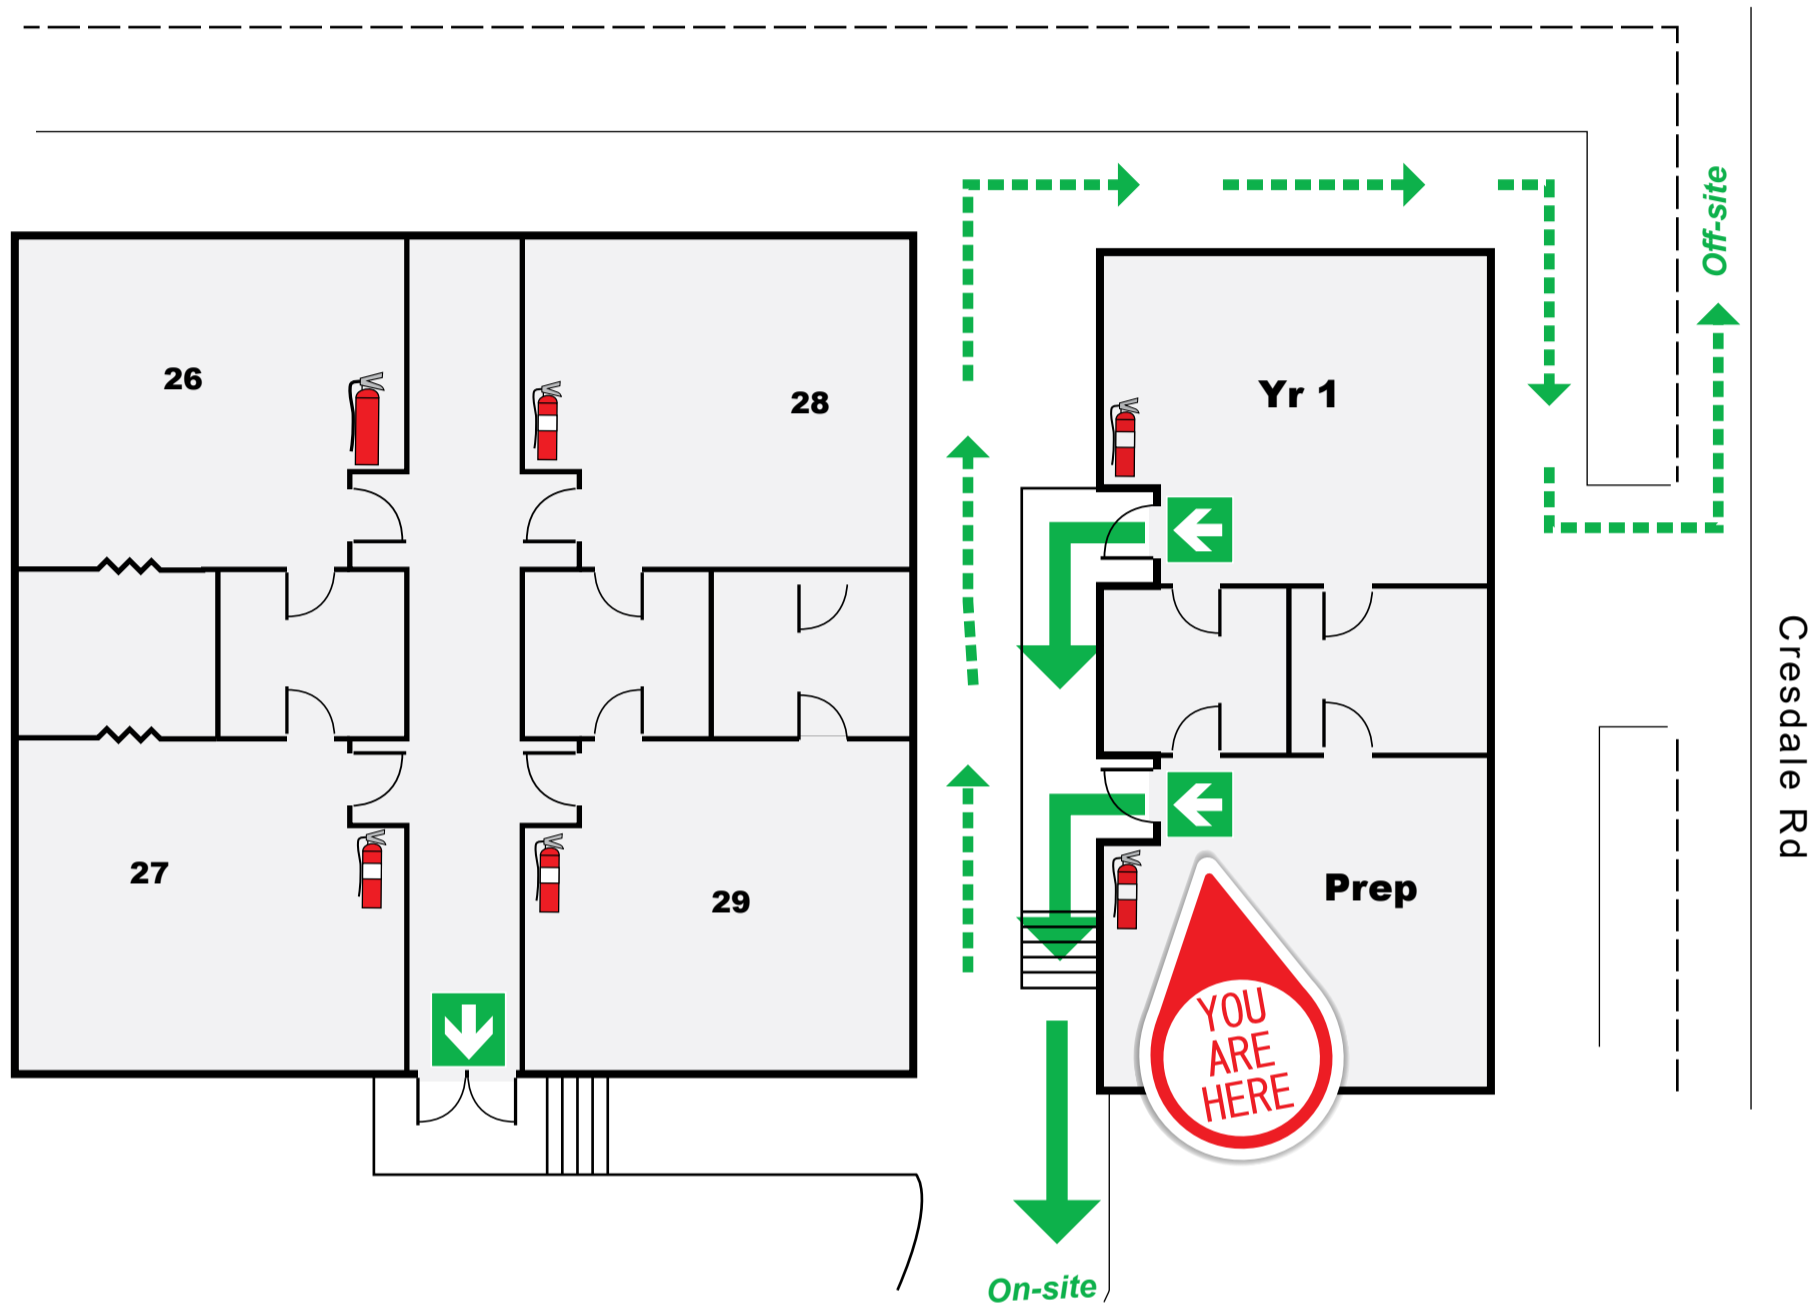 Off-site
26
28
Yr 1
Cresdale Rd
27
29
Prep
YOU
ARE
HERE
On-site